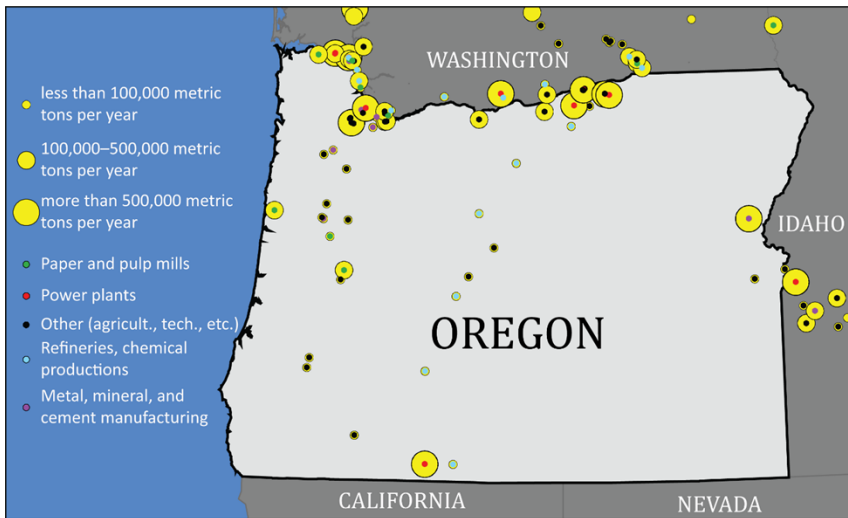 WASHINGTON
less than 100,000 metric
tons per year
100,000–500,000 metric
tons per year
more than 500,000 metric
tons per year
IDAHO
Paper and pulp mills
Power plants
Other (agricult., tech., etc.)
OREGON
Refineries, chemical
productions
Metal, mineral, and
cement manufacturing
CALIFORNIA
NEVADA